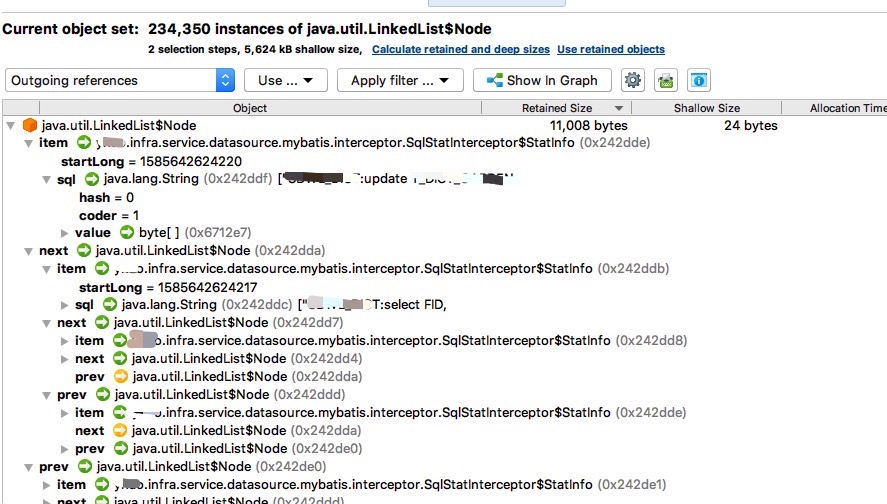 Current object set: 234,350 instances of java.util.LinkedList$Node
2 selection steps, 5,624 kB shallow size, Calculate retained and deep sizes Use retained objects
Outgoing references Use ... Apply filter ... Show In Graph
Object Retained Size Shallow Size Allocation Time
java.util.LinkedList$Node 11,008 bytes 24 bytes
item .infra.service.datasource.mybatis.interceptor.SqlStatInterceptor$StatInfo (0x242dde)
startLong = 1585642624220
sql java.lang.String (0x242ddf) [" :update
hash = 0
coder = 1
value byte[ ] (0x6712e7)
next java.util.LinkedList$Node (0x242dda)
item .infra.service.datasource.mybatis.interceptor.SqlStatInterceptor$StatInfo (0x242ddb)
startLong = 1585642624217
sql java.lang.String (0x242ddc) [" T:select FID,
next java.util.LinkedList$Node (0x242dd7)
item .infra.service.datasource.mybatis.interceptor.SqlStatInterceptor$StatInfo (0x242dd8)
next java.util.LinkedList$Node (0x242dd4)
prev java.util.LinkedList$Node (0x242dda)
prev java.util.LinkedList$Node (0x242ddd)
item .infra.service.datasource.mybatis.interceptor.SqlStatInterceptor$StatInfo (0x242dde)
next java.util.LinkedList$Node (0x242dda)
prev java.util.LinkedList$Node (0x242de0)
prev java.util.LinkedList$Node (0x242de0)
item .infra.service.datasource.mybatis.interceptor.SqlStatInterceptor$StatInfo (0x242de1)
next java.util.LinkedList$Node (0x242ddd)